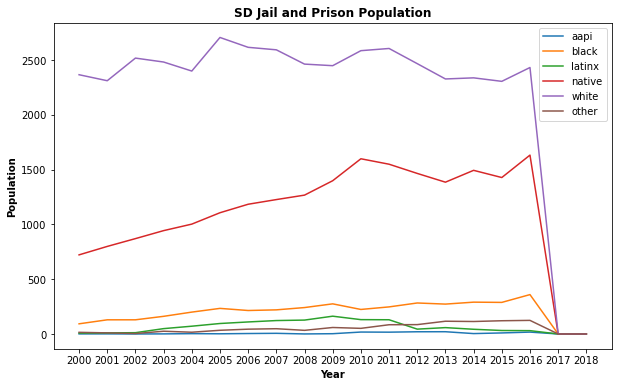 SD Jail and Prison Population
aapi
black
latinx
native
white
other
Population
2500
2000
1500
1000
500
0
2000 2001 2002 2003 2004 2005 2006 2007 2008 2009 2010 2011 2012 2013 2014 2015 2016 2017 2018
Year